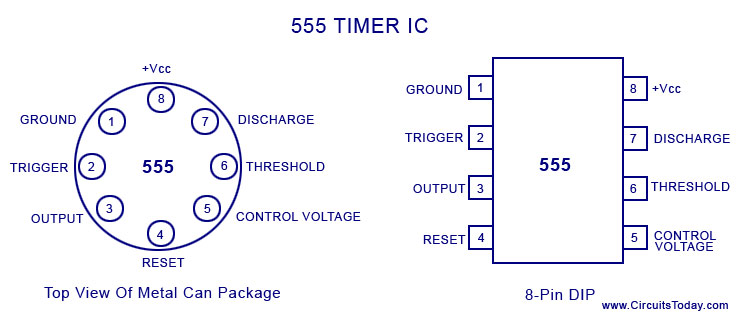 555 TIMER IC
+Vcc
8
GROUND 1
7 DISCHARGE
TRIGGER 2
555
6 THRESHOLD
OUTPUT 3
5 CONTROL VOLTAGE
4
RESET
Top View Of Metal Can Package
GROUND 1
8 +Vcc
TRIGGER 2
7 DISCHARGE
555
OUTPUT 3
6 THRESHOLD
RESET 4
5 CONTROL
VOLTAGE
8-Pin DIP
www.CircuitsToday.com